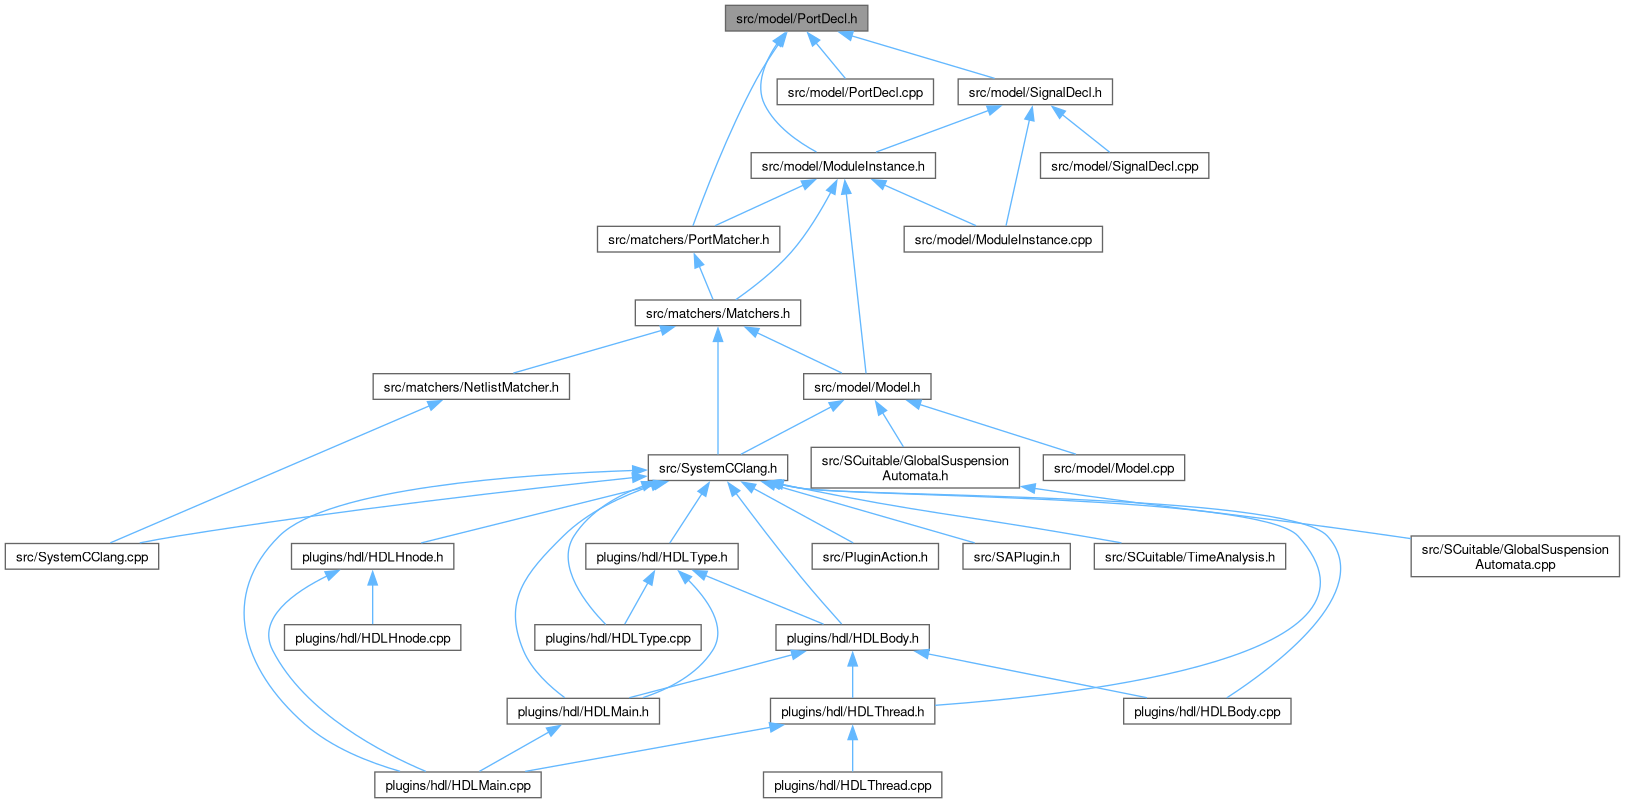 src/model/PortDecl.h
src/model/PortDecl.cpp
src/model/SignalDecl.h
src/model/ModuleInstance.h
src/model/SignalDecl.cpp
src/matchers/PortMatcher.h
src/model/ModuleInstance.cpp
src/matchers/Matchers.h
src/matchers/NetlistMatcher.h
src/model/Model.h
src/SystemCClang.h
src/SCuitable/GlobalSuspension
Automata.h
src/model/Model.cpp
src/SystemCClang.cpp
plugins/hdl/HDLHnode.h
plugins/hdl/HDLType.h
src/PluginAction.h
src/SAPlugin.h
src/SCuitable/TimeAnalysis.h
src/SCuitable/GlobalSuspension
Automata.cpp
plugins/hdl/HDLHnode.cpp
plugins/hdl/HDLType.cpp
plugins/hdl/HDLBody.h
plugins/hdl/HDLMain.h
plugins/hdl/HDLThread.h
plugins/hdl/HDLBody.cpp
plugins/hdl/HDLMain.cpp
plugins/hdl/HDLThread.cpp